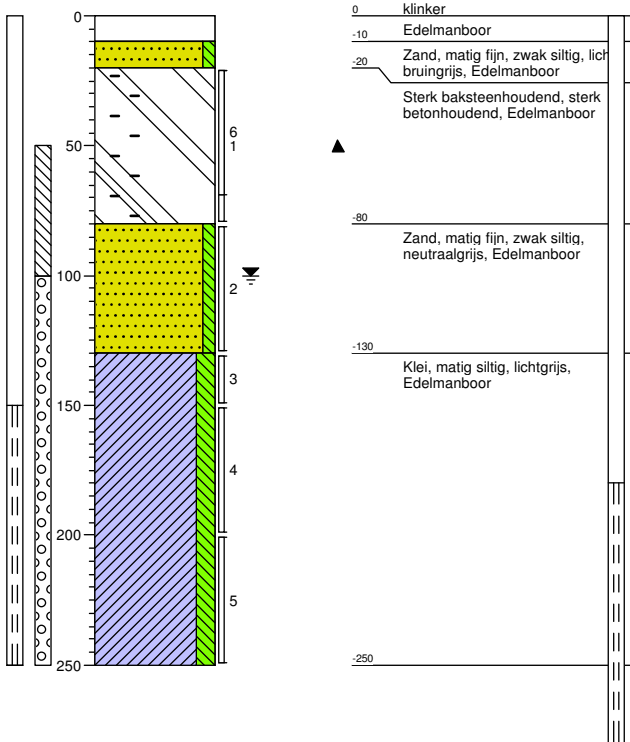 0
klinker
0
-10
Edelmanboor
Zand, matig fijn, zwak siltig, lich
-20
bruingrijs, Edelmanboor
Sterk baksteenhoudend, sterk
betonhoudend, Edelmanboor
6
1
50
-80
Zand, matig fijn, zwak siltig,
neutraalgrijs, Edelmanboor
100
2
-130
Klei, matig siltig, lichtgrijs,
Edelmanboor
3
150
4
200
5
250
-250